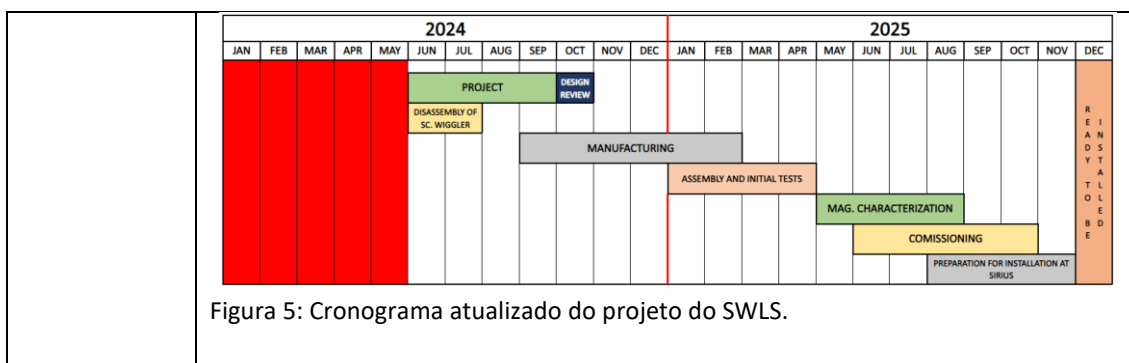 2024 2025
JAN FEB MAR APR MAY JUN JUL AUG SEP OCT NOV DEC JAN FEB MAR APR MAY JUN JUL AUG SEP OCT NOV DEC
PROJECT
DESIGN
REVIEW
DISASSEMBLY OF
SC. WIGGLER
MANUFACTURING
ASSEMBLY AND INITIAL TESTS
MAG. CHARACTERIZATION
COMISSIONING
PREPARATION FOR INSTALLATION AT
SIRIUS
READY TO BE
INSTALED
Figura 5: Cronograma atualizado do projeto do SWLS.